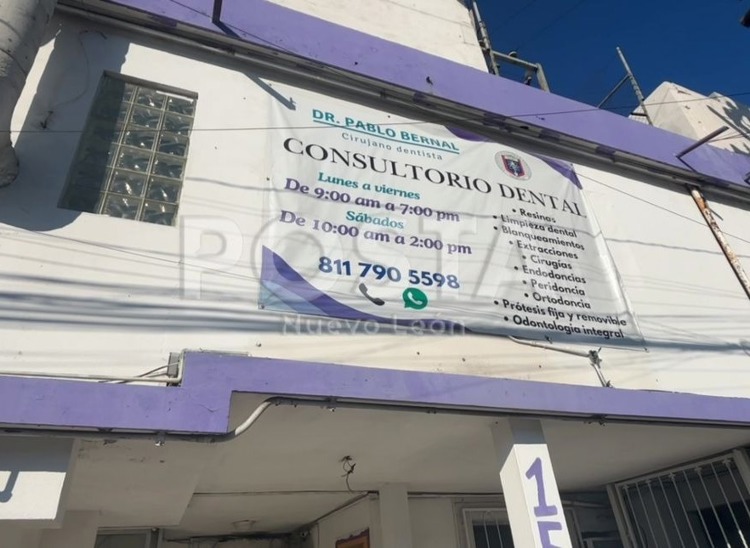 DR. PABLO BERNAL
Cirujano dentista
CONSULTORIO DENTAL
Lunes a viernes
De 9:00 am a 7:00 pm
Sábados
De 10:00 am a 2:00 pm
811 790 5598
• Resinas
• Limpieza dental
• Blanqueamientos
• Extracciones
• Cirugías
• Endodoncias
• Peridoncia
• Ortodoncia
• Prótesis fija y removible
• Odontologia integral
POSTA
Nuevo León